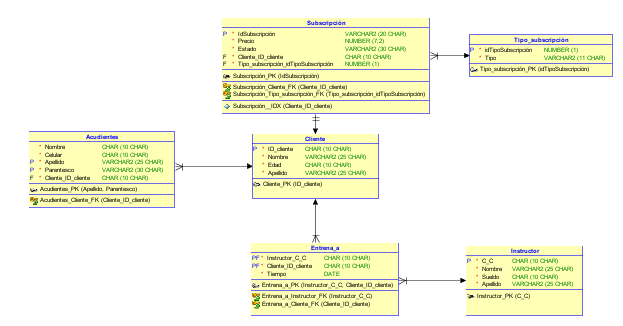 Subscripción
P * IdSubscripción VARCHAR2 (20 CHAR)
* Precio NUMBER (7,2)
* Estado VARCHAR2 (30 CHAR)
F * Cliente_ID_cliente CHAR (10 CHAR)
F * Tipo_subscripción_idTipoSubscripción NUMBER (1)
Subscripción_PK (IdSubscripción)
Subscripción_Cliente_FK (Cliente_ID_cliente)
Subscripción_Tipo_subscripción_FK (Tipo_subscripción_idTipoSubscripción)
Subscripción__IDX (Cliente_ID_cliente)
Tipo_subscripción
P * idTipoSubscripción NUMBER (1)
* Tipo VARCHAR2 (11 CHAR)
Tipo_subscripción_PK (idTipoSubscripción)
Acudientes
* Nombre CHAR (10 CHAR)
* Celular CHAR (10 CHAR)
P * Apellido VARCHAR2 (25 CHAR)
P * Parentesco VARCHAR2 (30 CHAR)
F * Cliente_ID_cliente CHAR (10 CHAR)
Acudientes_PK (Apellido, Parentesco)
Acudientes_Cliente_FK (Cliente_ID_cliente)
Cliente
P * ID_cliente CHAR (10 CHAR)
* Nombre VARCHAR2 (25 CHAR)
* Edad CHAR (10 CHAR)
* Apellido VARCHAR2 (25 CHAR)
Cliente_PK (ID_cliente)
Entrena_a
PF * Instructor_C_C CHAR (10 CHAR)
PF * Cliente_ID_cliente CHAR (10 CHAR)
* Tiempo DATE
Entrena_a_PK (Instructor_C_C, Cliente_ID_cliente)
Entrena_a_Instructor_FK (Instructor_C_C)
Entrena_a_Cliente_FK (Cliente_ID_cliente)
Instructor
P * C_C CHAR (10 CHAR)
* Nombre VARCHAR2 (25 CHAR)
* Sueldo CHAR (10 CHAR)
* Apellido VARCHAR2 (25 CHAR)
Instructor_PK (C_C)